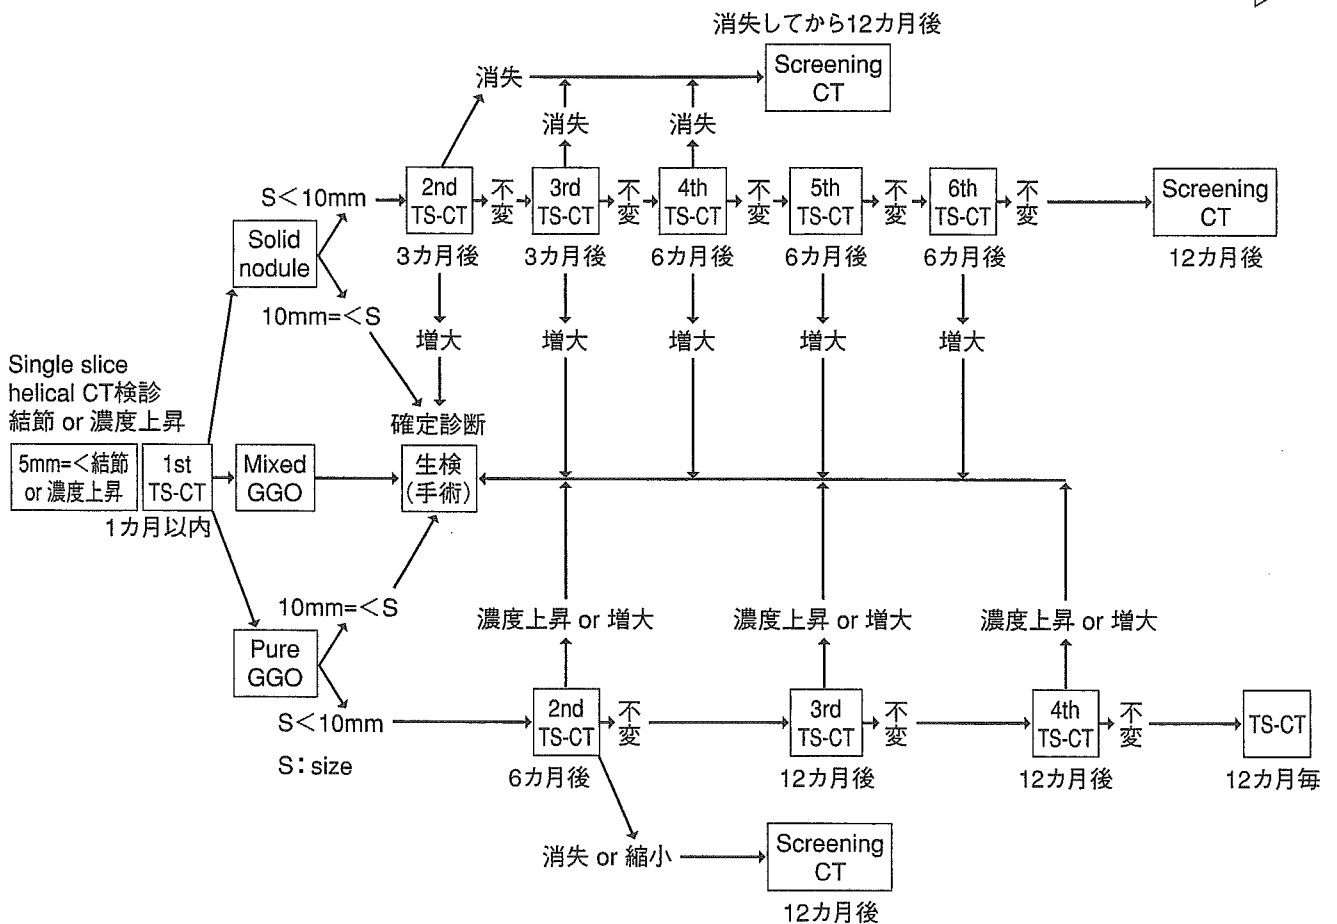 消失してから12カ月後
Screening
CT
消失
消失
消失
S<10mm
2nd
TS-CT
不変
3rd
TS-CT
不変
4th
TS-CT
不変
5th
TS-CT
不変
6th
TS-CT
不変
Screening
CT
3カ月後
3カ月後
6カ月後
6カ月後
6カ月後
12カ月後
Solid
nodule
10mm=<S
増大
増大
増大
増大
増大
Single slice
helical CT検診
結節 or 濃度上昇
5mm=<結節
or 濃度上昇
1st
TS-CT
1カ月以内
Mixed
GGO
確定診断
生検
(手術)
10mm=<S
Pure
GGO
S<10mm
S：size
濃度上昇 or 増大
濃度上昇 or 増大
濃度上昇 or 増大
2nd
TS-CT
不変
3rd
TS-CT
不変
4th
TS-CT
不変
TS-CT
6カ月後
12カ月後
12カ月後
12カ月毎
消失 or 縮小
Screening
CT
12カ月後